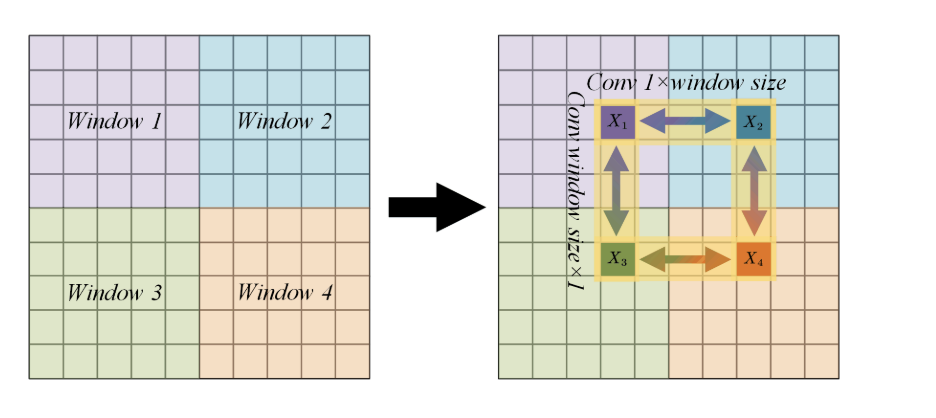 Window 1
Window 2
Window 3
Window 4
Conv 1×window size
Conv window size×1
X₁
X₂
X₃
X₄